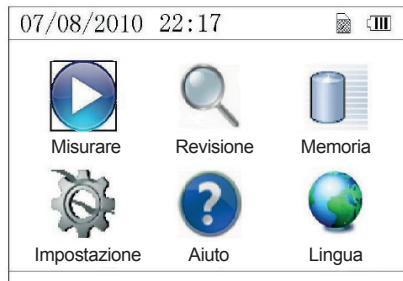 07/08/2010 22:17
Misurare Revisione Memoria
Impostazione Aiuto Lingua